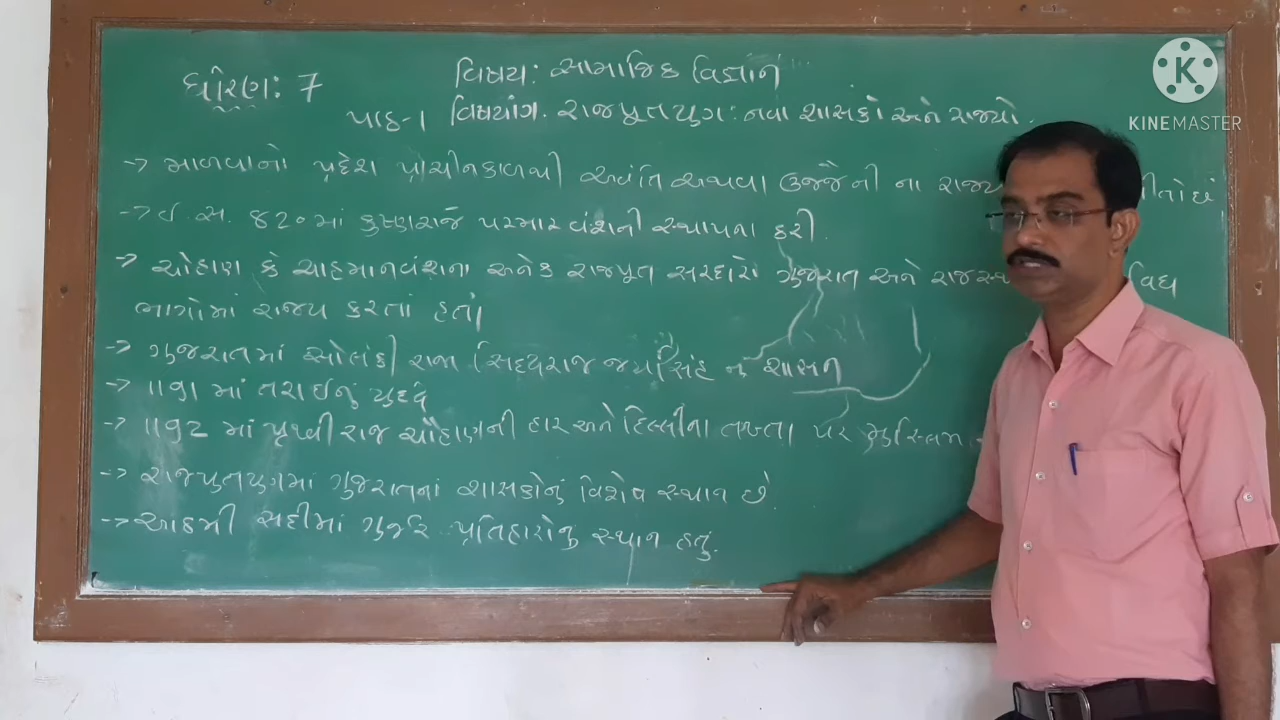 ધોરણ: 7
વિષય: સામાજિક વિજ્ઞાન
KINEMASTER
પાઠ-1 વિષયાંગ. રાજપૂતયુગ: નવા શાસકો અને રાજ્યો.
-> માળવાનો પ્રદેશ પ્રાચીનકાળથી અવંતિ અથવા ઉજ્જૈની ના
-> ઈ. સ. ૮૨૦માં કૃષ્ણરાજે પરમાર વંશની સ્થાપના કરી.
-> ચૌહાણ કે ચાહમાનવંશના અનેક રાજપૂત સરદારો ગુજરાત અને
ભાગોમાં રાજ્ય કરતાં હતાં
-> ગુજરાતમાં સોલંકી રાજા સિદ્ધરાજ જયસિંહ નું શાસન
-> 1191 માં તરાઈનું યુદ્ધ
-> 1192 માં પૃથ્વીરાજ ચૌહાણની હાર અને દિલ્લીના તખ્તા પર મુસ્લિમ
-> રાજપુતયુગમાં ગુજરાતનાં શાસકોનું વિશેષ સ્થાન છે.
-> આઠમી સદીમાં ગુર્જર પ્રતિહારોનું સ્થાન હતું.